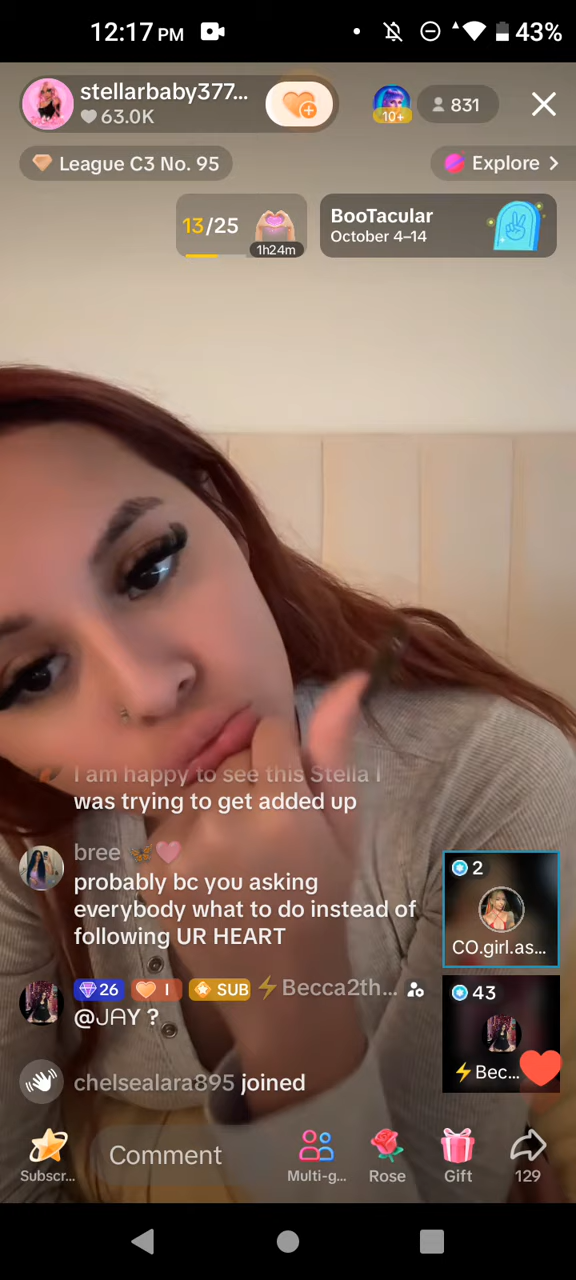 12:17 PM
43%
stellarbaby377...
63.0K
10+
831
League C3 No. 95
Explore >
13/25
1h24m
BooTacular
October 4–14
I am happy to see this Stella I
was trying to get added up
bree 🦋🩷
probably bc you asking
everybody what to do instead of
following UR HEART
2
CO.girl.as...
26 I SUB ⚡Becca2th...
@JAY ?
43
⚡Bec...
chelsealara895 joined
Subscr...
Comment
Multi-g...
Rose
Gift
129